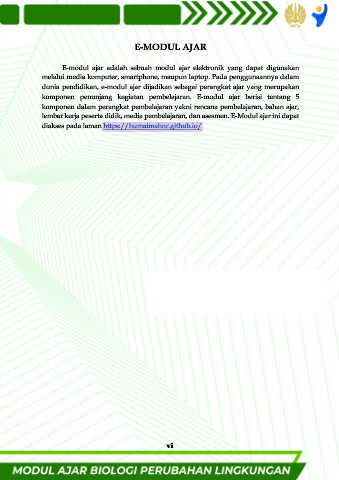 E-MODUL AJAR
E-modul ajar adalah sebuah modul ajar elektronik yang dapat digunakan
melalui media komputer, smartphone, maupun laptop. Pada penggunaannya dalam
dunia pendidikan, e-modul ajar dijadikan sebagai perangkat ajar yang merupakan
komponen penunjang kegiatan pembelajaran. E-modul ajar berisi tentang 5
komponen dalam perangkat pembelajaran yakni rencana pembelajaran, bahan ajar,
lembar kerja peserta didik, media pembelajaran, dan asesmen. E-Modul ajar ini dapat
diakses pada laman
vi
MODUL AJAR BIOLOGI PERUBAHAN LINGKUNGAN